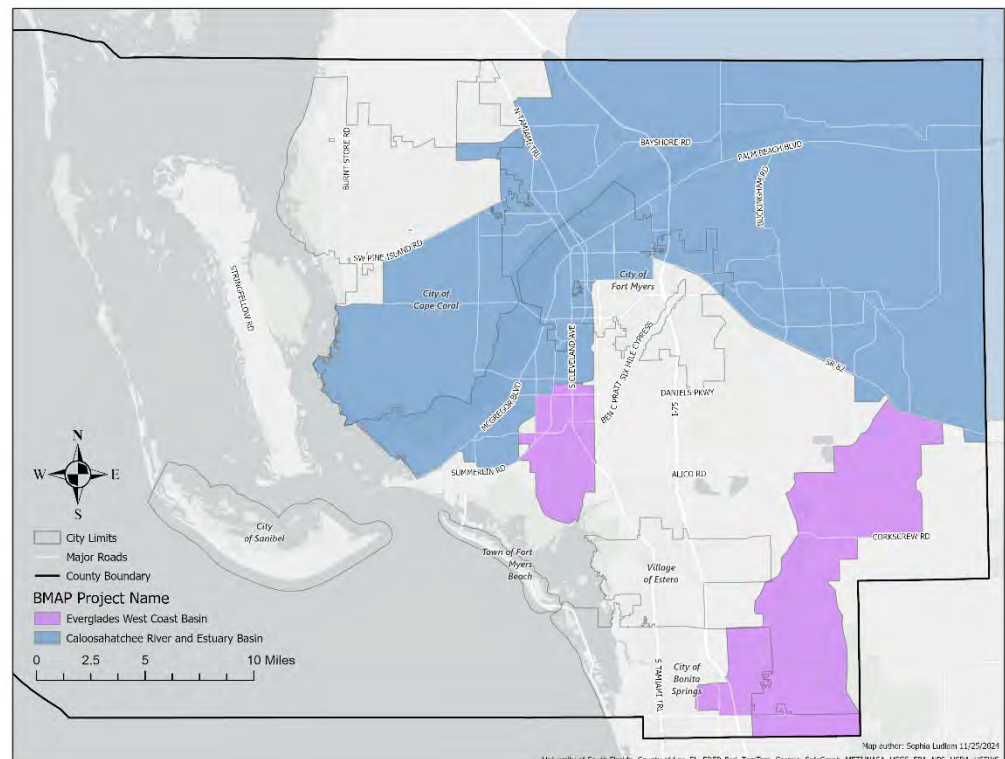 N TAMIAMI TRL
BURNT STORE RD
BAYSHORE RD
PALM BEACH BLVD
BUCKINGHAM RD
SW PINE ISLAND RD
STRINGFELLOW RD
City of
Cape Coral
City of
Fort Myers
S CLEVELAND AVE
BEN C PRATT SIX MILE CYPRESS
SR 82
MCGREGOR BLVD
DANIELS PKWY
I-75
N
W E
S
SUMMERLIN RD
ALICO RD
City
of Sanibel
Town of Fort
Myers
Beach
CORKSCREW RD
Village
of Estero
City Limits
Major Roads
County Boundary
BMAP Project Name
Everglades West Coast Basin
Caloosahatchee River and Estuary Basin
0 2.5 5 10 Miles
S TAMIAMI TRL
City of
Bonita
Springs
Map author: Sophia Ludlam 11/25/2024